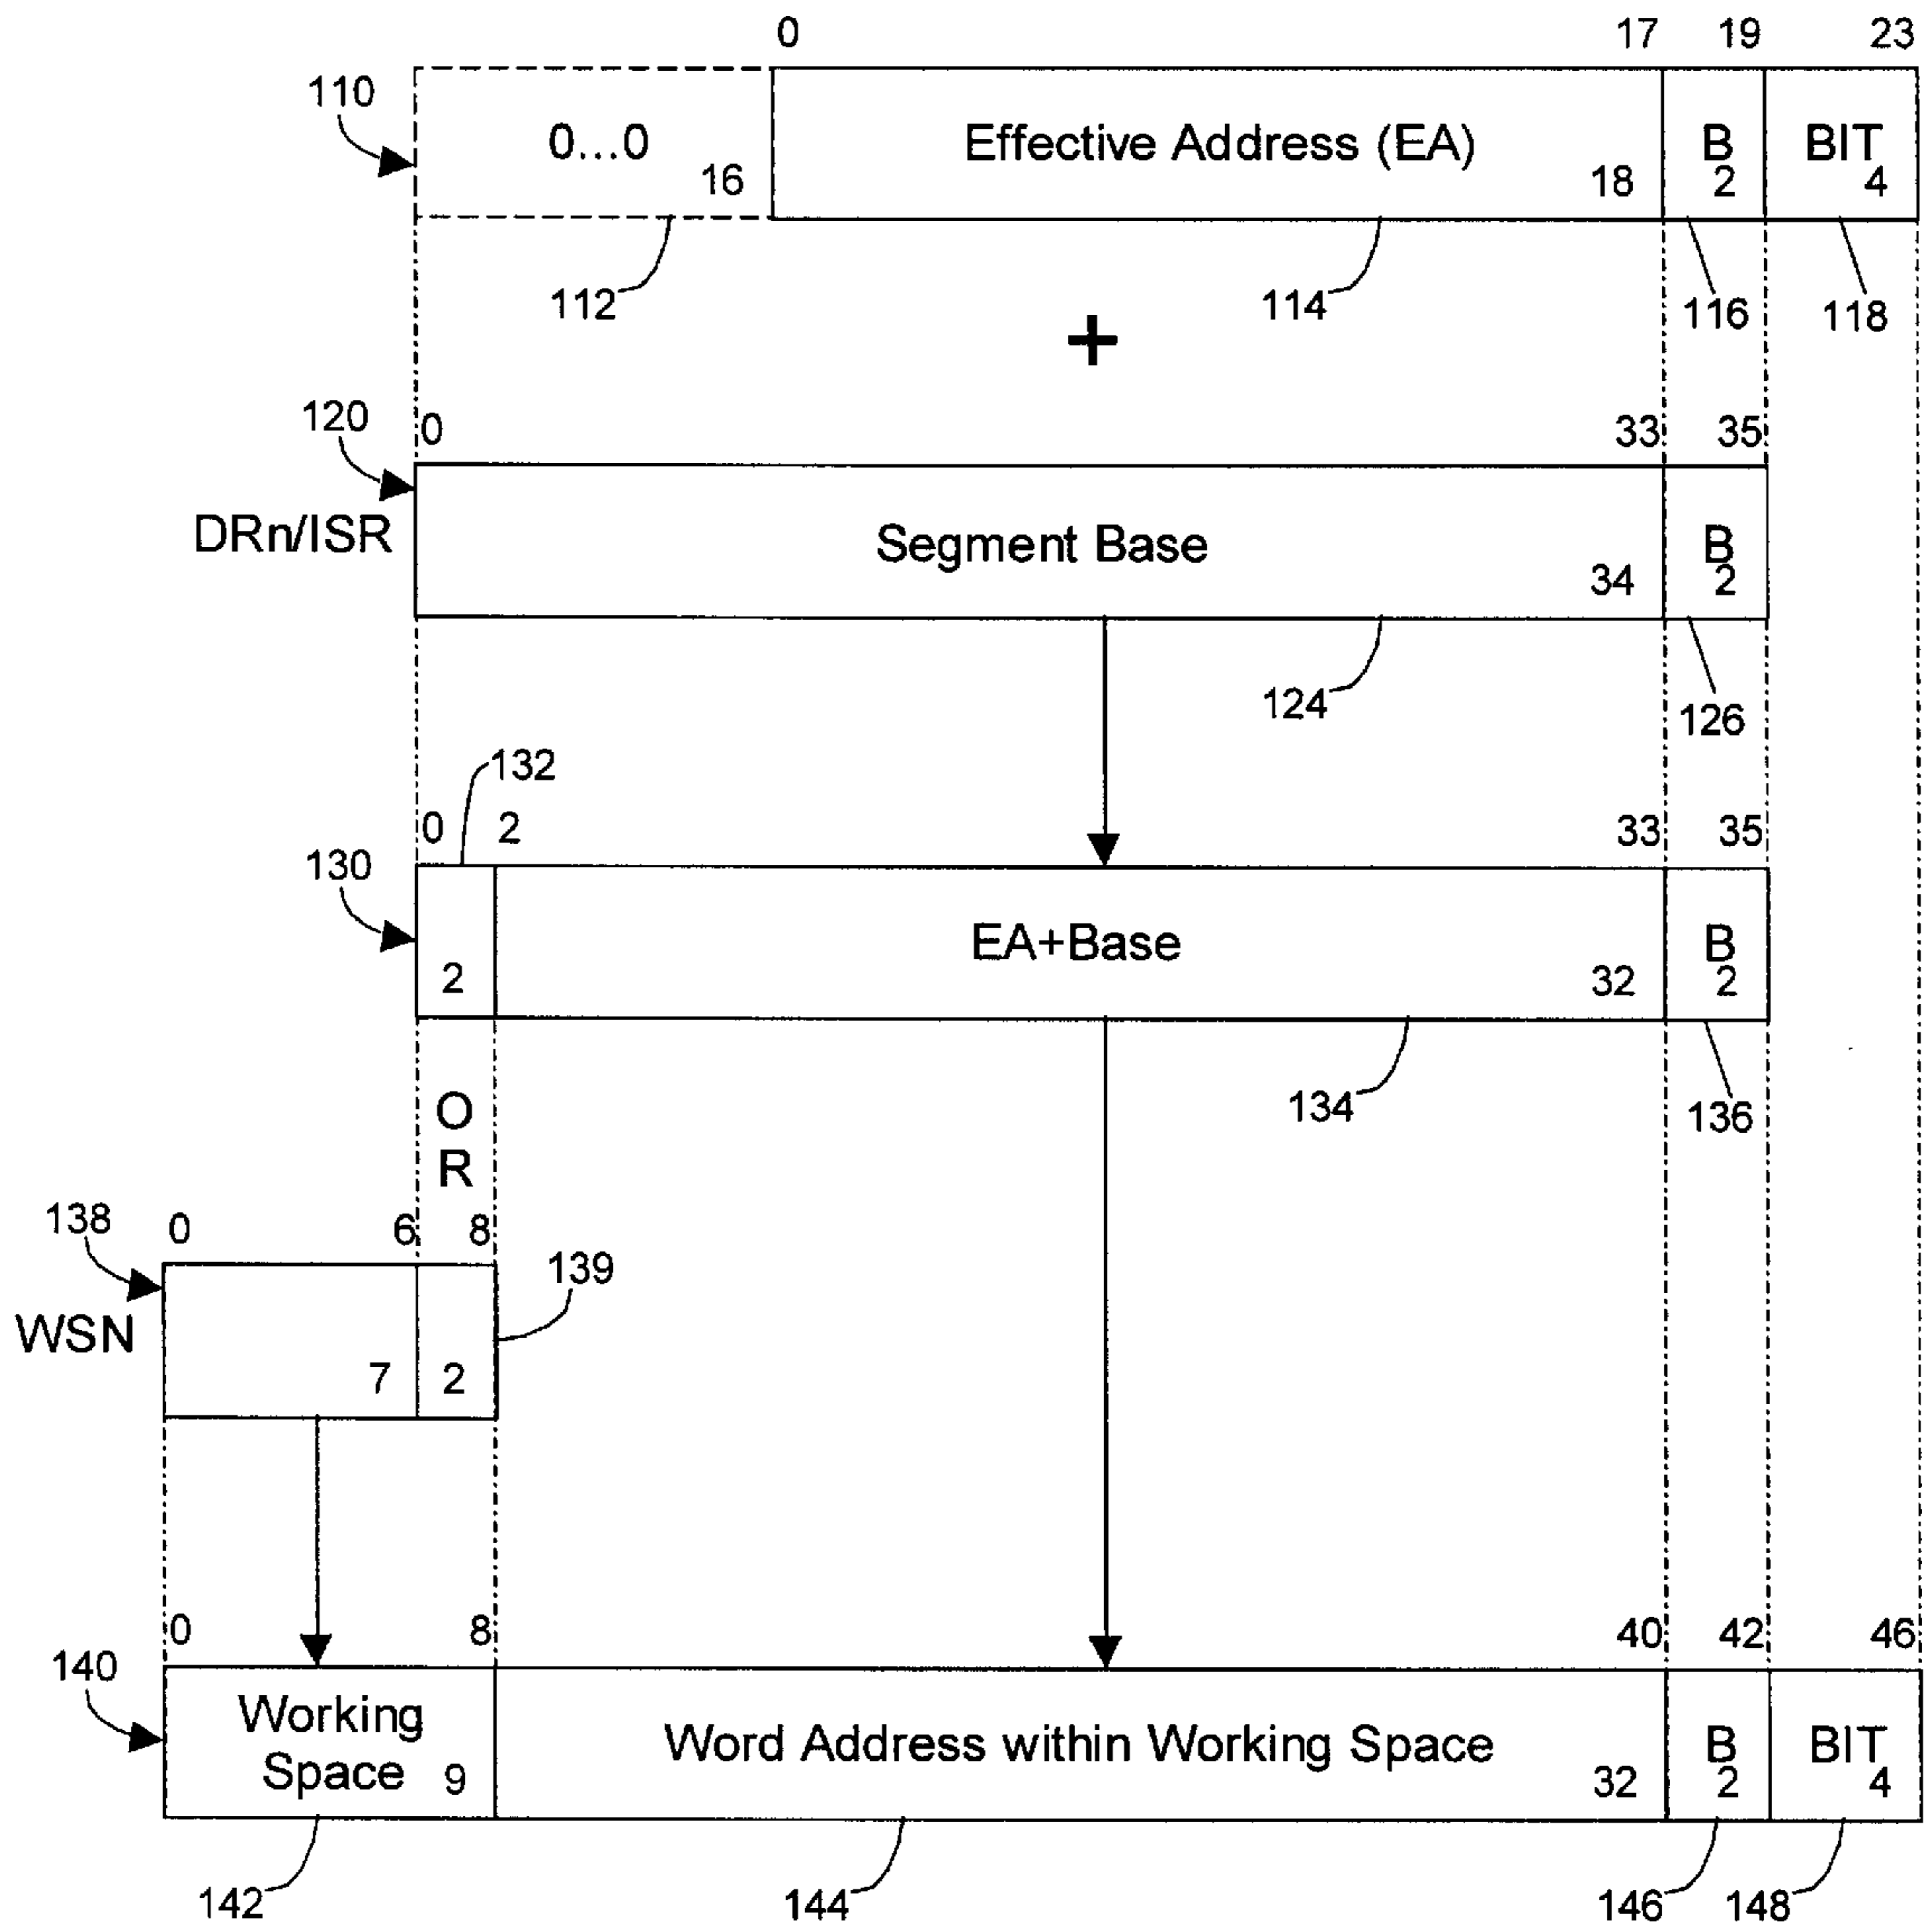 0 17 19 23
110
0...0 16 Effective Address (EA) 18 B 2 BIT 4
112 114 116 118
+
120 0 33 35
DRn/ISR Segment Base 34 B 2
124 126
132
0 2 33 35
130
2 EA+Base 32 B 2
134 136
O
R
138 0 6 8
139
WSN 7 2
0 8 40 42 46
140
Working Space 9 Word Address within Working Space 32 B 2 BIT 4
142 144 146 148